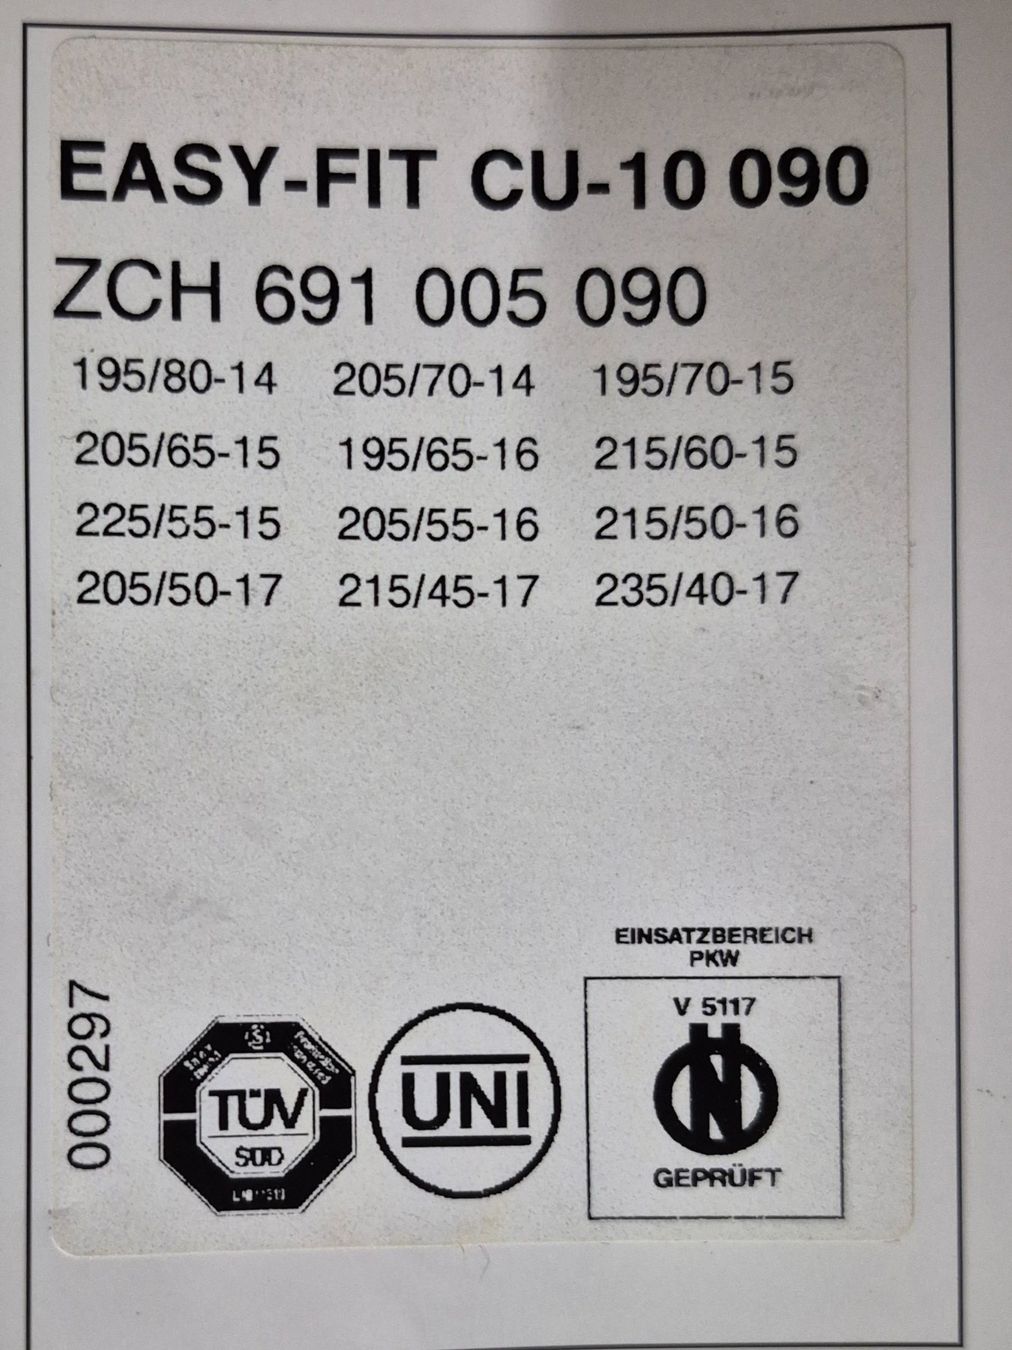 EASY-FIT CU-10 090
ZCH 691 005 090
195/80-14 205/70-14 195/70-15
205/65-15 195/65-16 215/60-15
225/55-15 205/55-16 215/50-16
205/50-17 215/45-17 235/40-17
EINSATZBEREICH
PKW
V 5117
GEPRÜFT
UNI
TÜV
SÜD
000297